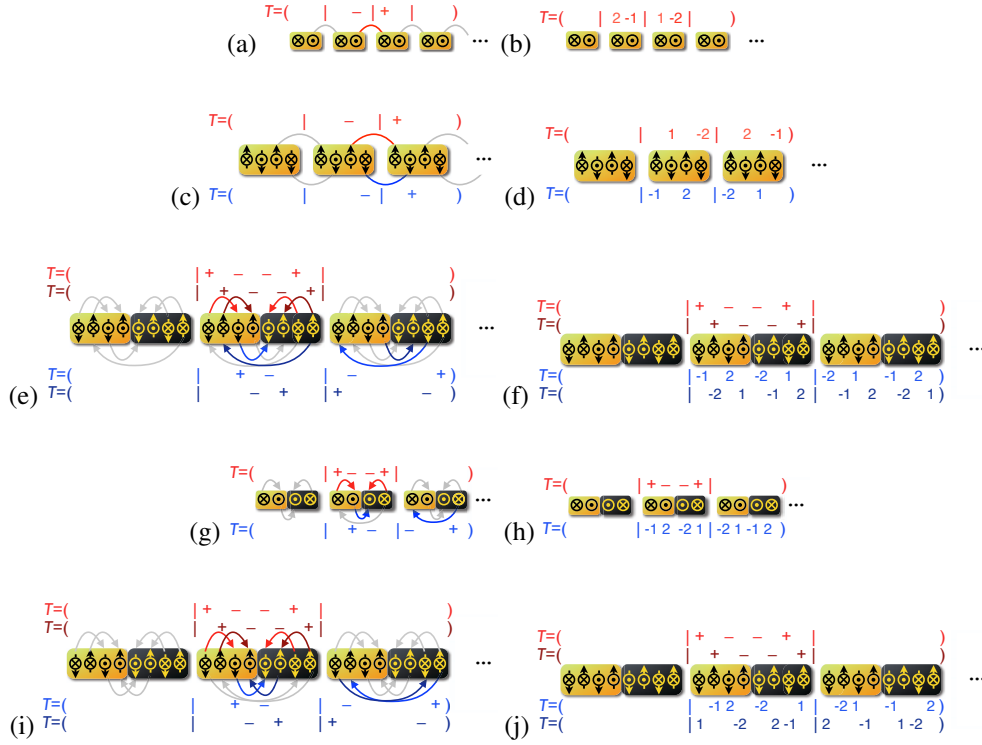 T=( | – | + | )
(a) ...
T=( | 2 -1 | 1 -2 | )
(b) ...
T=( | – | + )
(c) ...
T=( | – | + )
T=( | 1 -2 | 2 -1 )
(d) ...
T=( | -1 2 | -2 1 )
T=( | + – – + | )
T=( | + – – + | )
(e) ...
T=( | + – | – + )
T=( | – + | + – )
T=( | + – – + | )
T=( | + – – + | )
(f) ...
T=( | -1 2 -2 1 | -2 1 -1 2 )
T=( | -2 1 -1 2 | -1 2 -2 1 )
T=( | + – – + | )
(g) ...
T=( | + – | – + )
T=( | + – – + | )
(h) ...
T=( | -1 2 -2 1 | -2 1 -1 2 )
T=( | + – – + | )
T=( | + – – + | )
(i) ...
T=( | + – | – + )
T=( | – + | + – )
T=( | + – – + | )
T=( | + – – + | )
(j) ...
T=( | -1 2 -2 1 | -2 1 -1 2 )
T=( | 1 -2 2 -1 | 2 -1 1 -2 )